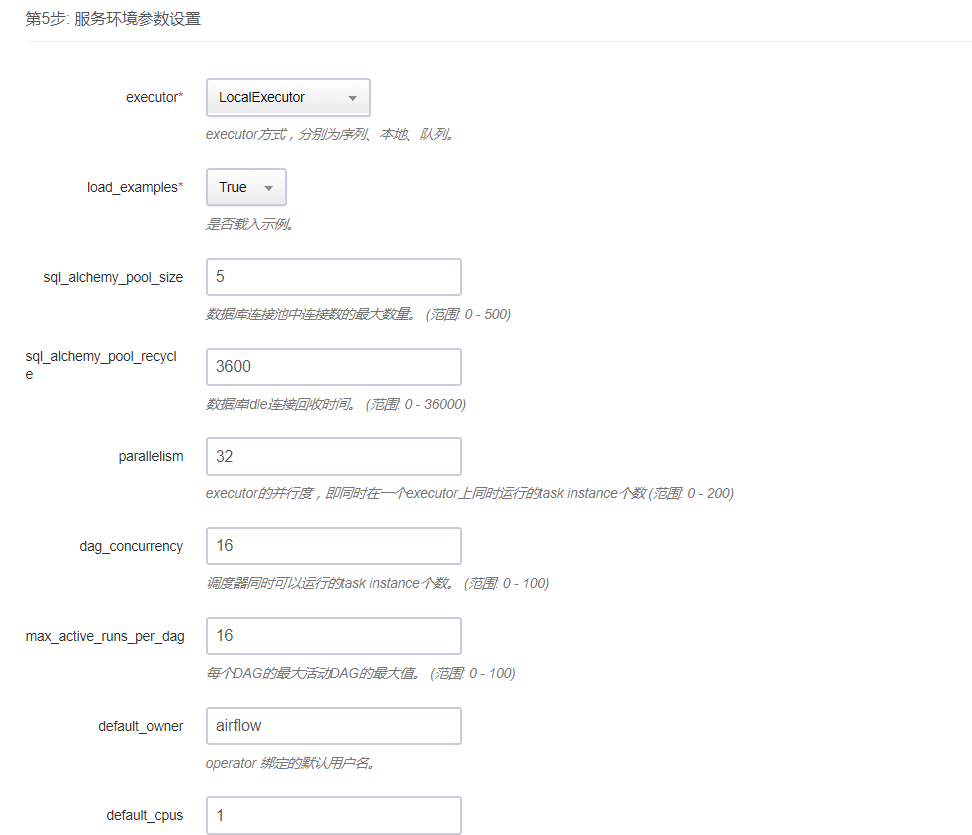 第5步: 服务环境参数设置
executor*
LocalExecutor
executor方式，分别为序列、本地、队列。
load_examples*
True
是否载入示例。
sql_alchemy_pool_size
5
数据库连接池中连接数的最大数量。 (范围: 0 - 500)
sql_alchemy_pool_recycl
e
3600
数据库idle连接回收时间。 (范围: 0 - 36000)
parallelism
32
executor的并行度，即同时在一个executor上同时运行的task instance个数 (范围: 0 - 200)
dag_concurrency
16
调度器同时可以运行的task instance个数。 (范围: 0 - 100)
max_active_runs_per_dag
16
每个DAG的最大活动DAG的最大值。 (范围: 0 - 100)
default_owner
airflow
operator 绑定的默认用户名。
default_cpus
1